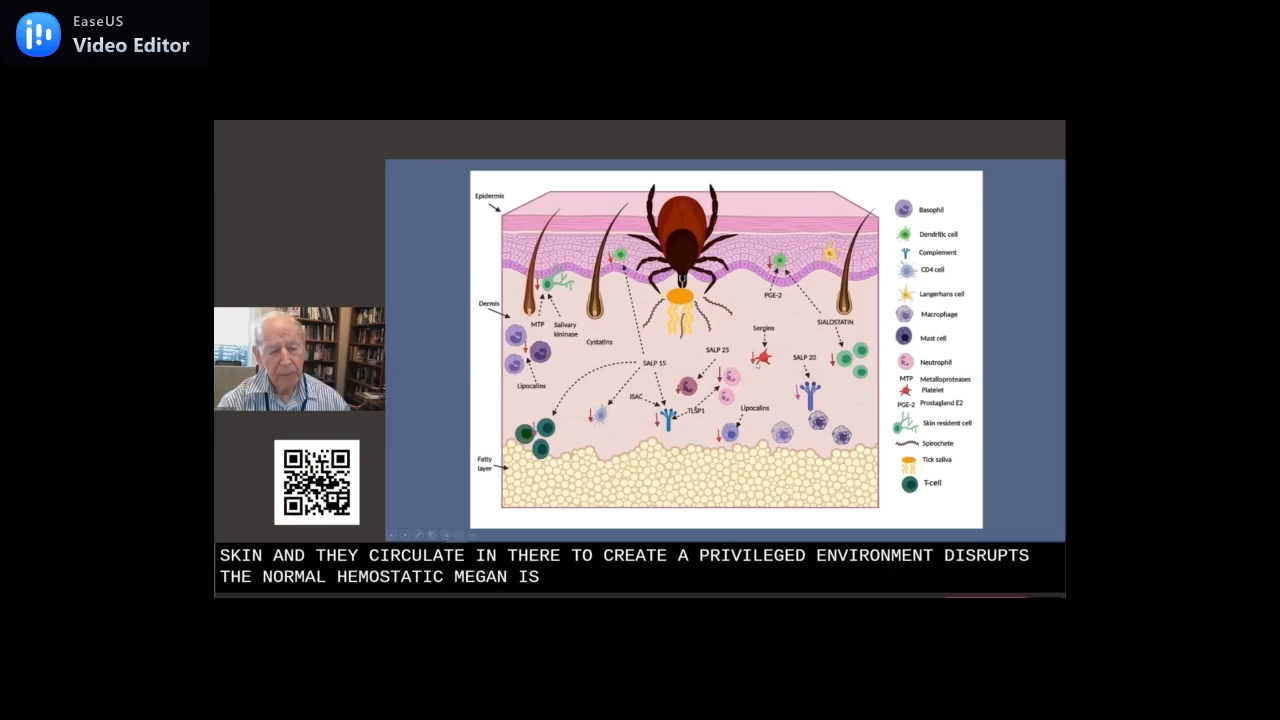 EaseUS
Video Editor
Epidermis
Dermis
MTP
Salivary
kininase
Cystatins
Lipocalins
SALP 15
ISAC
SALP 25
TLSP1
PGE-2
Sergins
SIALOSTATIN
SALP 20
Lipocalins
Fatty
layer
Basophil
Dendritic cell
Complement
CD4 cell
Langerhans cell
Macrophage
Mast cell
Neutrophil
MTP Metalloproteases
Platelet
PGE-2 Prostagland E2
Skin resident cell
Spirochete
Tick saliva
T-cell
SKIN AND THEY CIRCULATE IN THERE TO CREATE A PRIVILEGED ENVIRONMENT DISRUPTS
THE NORMAL HEMOSTATIC MEGAN IS